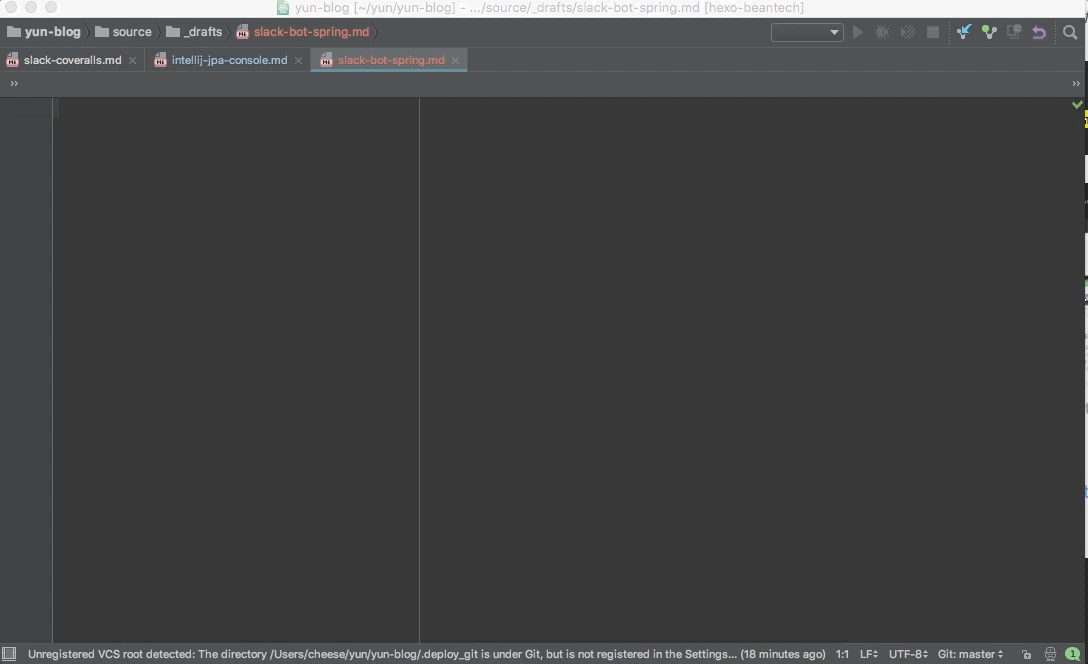 yun-blog [~/yun/yun-blog] - .../source/_drafts/slack-bot-spring.md [hexo-beantech]
yun-blog source _drafts slack-bot-spring.md
slack-coveralls.md intellij-jpa-console.md slack-bot-spring.md
Unregistered VCS root detected: The directory /Users/cheese/yun/yun-blog/.deploy_git is under Git, but is not registered in the Settings... (18 minutes ago) 1:1 LF UTF-8 Git: master 1